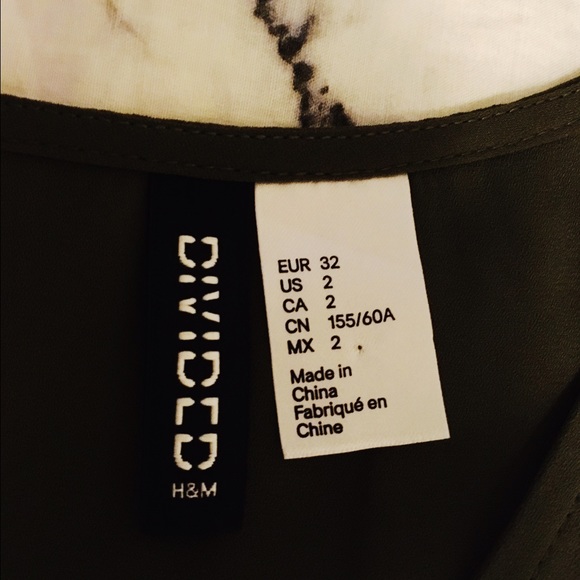 DIVIDED
H&M
EUR 32
US 2
CA 2
CN 155/60A
MX 2
Made in
China
Fabriqué en
Chine